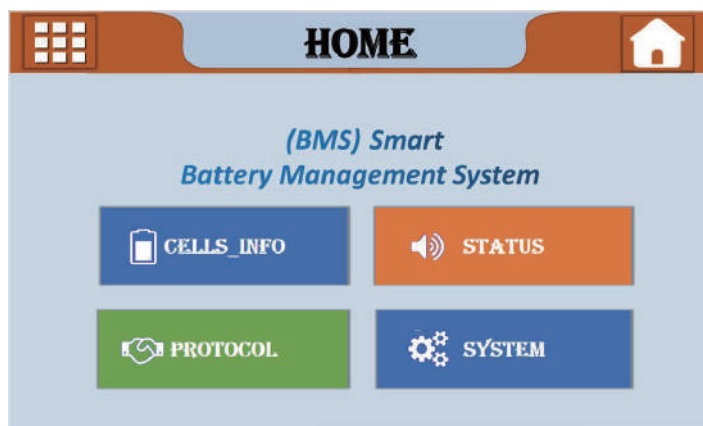 HOME
(BMS) Smart
Battery Management System
CELLS_INFO
STATUS
PROTOCOL
SYSTEM